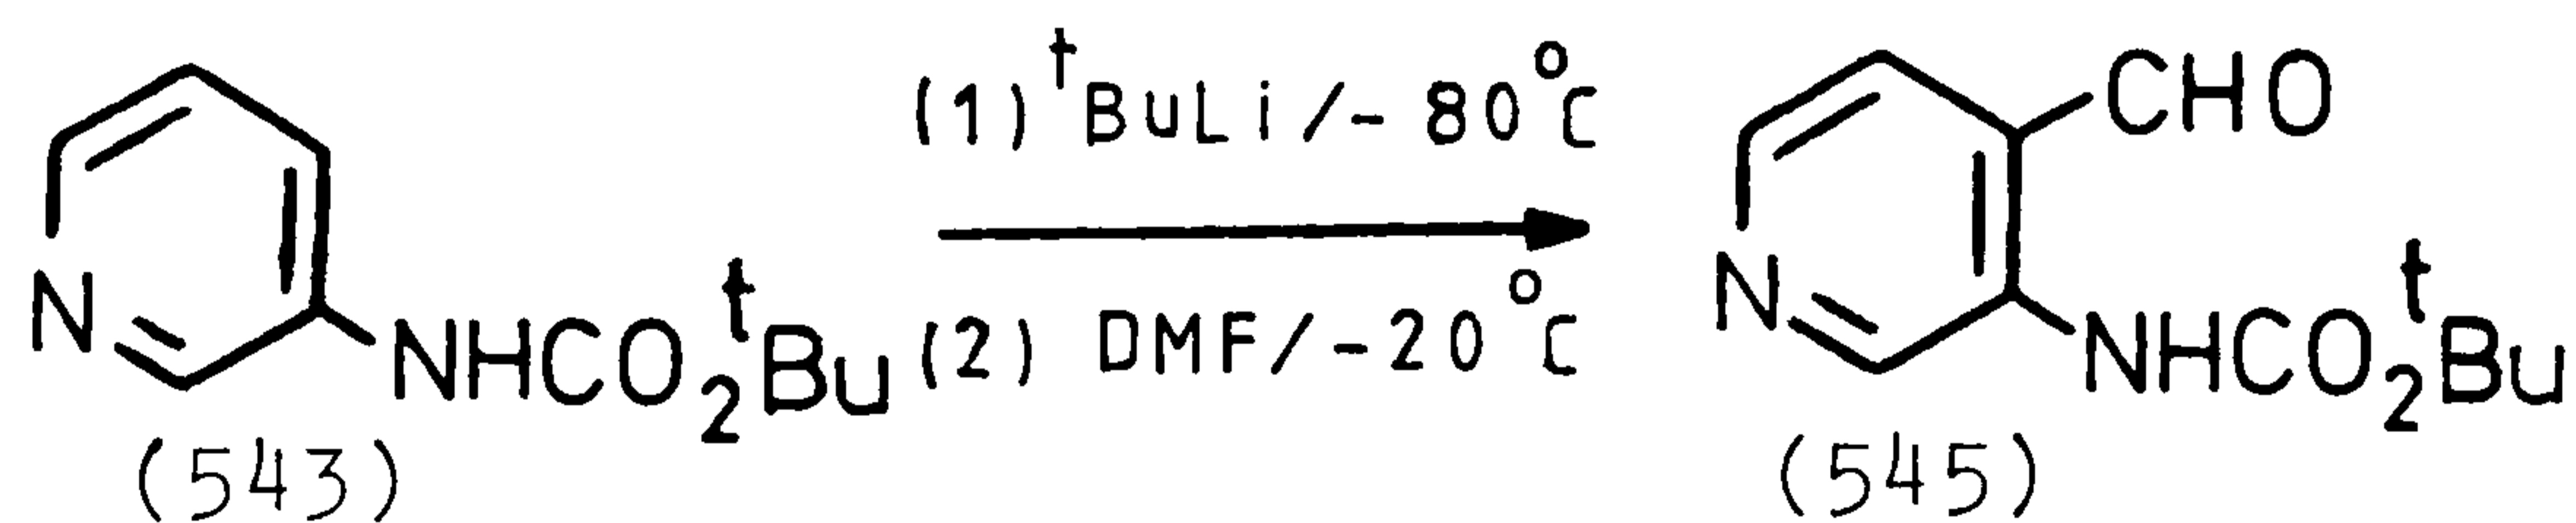 (1) ᵗBuLi/-80°C
CHO
N
NHCO₂ᵗBu
(2) DMF/-20°C
N
NHCO₂ᵗBu
(543)
(545)